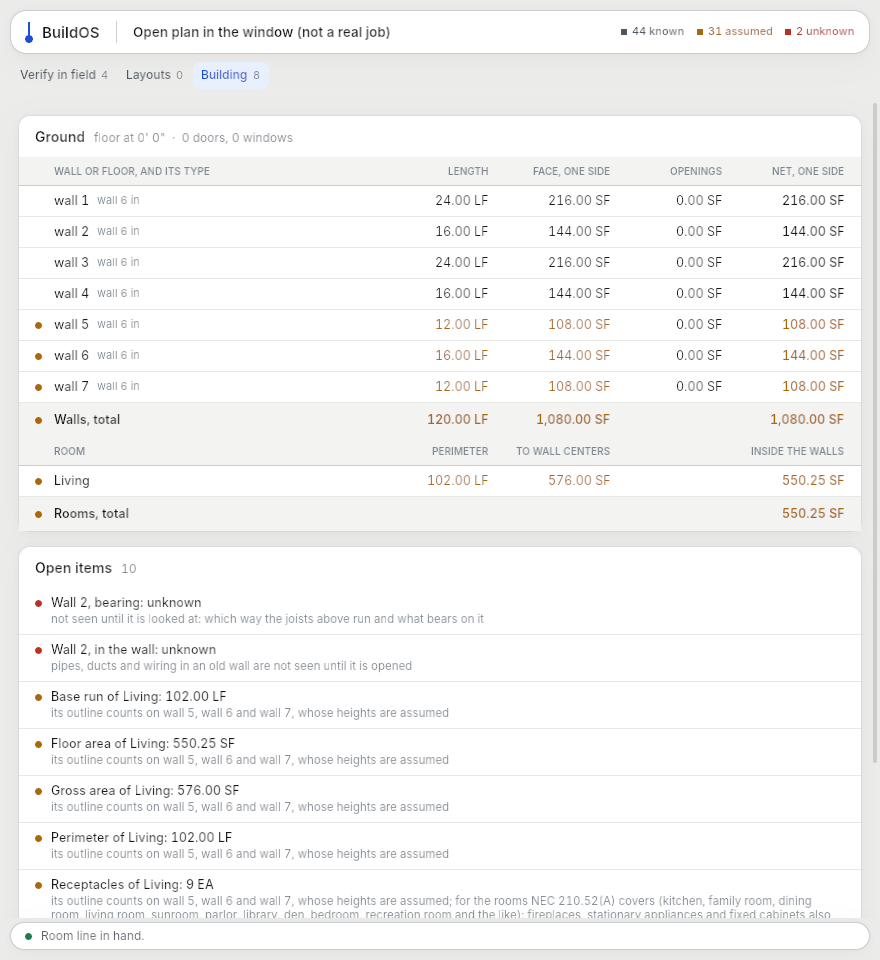 BuildOS
Open plan in the window (not a real job)
44 known 31 assumed 2 unknown
Verify in field 4 Layouts 0 Building 8
Ground floor at 0' 0" · 0 doors, 0 windows
WALL OR FLOOR, AND ITS TYPE LENGTH FACE, ONE SIDE OPENINGS NET, ONE SIDE
wall 1 wall 6 in 24.00 LF 216.00 SF 0.00 SF 216.00 SF
wall 2 wall 6 in 16.00 LF 144.00 SF 0.00 SF 144.00 SF
wall 3 wall 6 in 24.00 LF 216.00 SF 0.00 SF 216.00 SF
wall 4 wall 6 in 16.00 LF 144.00 SF 0.00 SF 144.00 SF
wall 5 wall 6 in 12.00 LF 108.00 SF 0.00 SF 108.00 SF
wall 6 wall 6 in 16.00 LF 144.00 SF 0.00 SF 144.00 SF
wall 7 wall 6 in 12.00 LF 108.00 SF 0.00 SF 108.00 SF
Walls, total 120.00 LF 1,080.00 SF 1,080.00 SF
ROOM PERIMETER TO WALL CENTERS INSIDE THE WALLS
Living 102.00 LF 576.00 SF 550.25 SF
Rooms, total 550.25 SF
Open items 10
Wall 2, bearing: unknown
not seen until it is looked at: which way the joists above run and what bears on it
Wall 2, in the wall: unknown
pipes, ducts and wiring in an old wall are not seen until it is opened
Base run of Living: 102.00 LF
its outline counts on wall 5, wall 6 and wall 7, whose heights are assumed
Floor area of Living: 550.25 SF
its outline counts on wall 5, wall 6 and wall 7, whose heights are assumed
Gross area of Living: 576.00 SF
its outline counts on wall 5, wall 6 and wall 7, whose heights are assumed
Perimeter of Living: 102.00 LF
its outline counts on wall 5, wall 6 and wall 7, whose heights are assumed
Receptacles of Living: 9 EA
its outline counts on wall 5, wall 6 and wall 7, whose heights are assumed; for the rooms NEC 210.52(A) covers (kitchen, family room, dining
room, living room, sunroom, parlor, library, den, bedroom, recreation room and the like); fireplaces, stationary appliances and fixed cabinets also
Room line in hand.